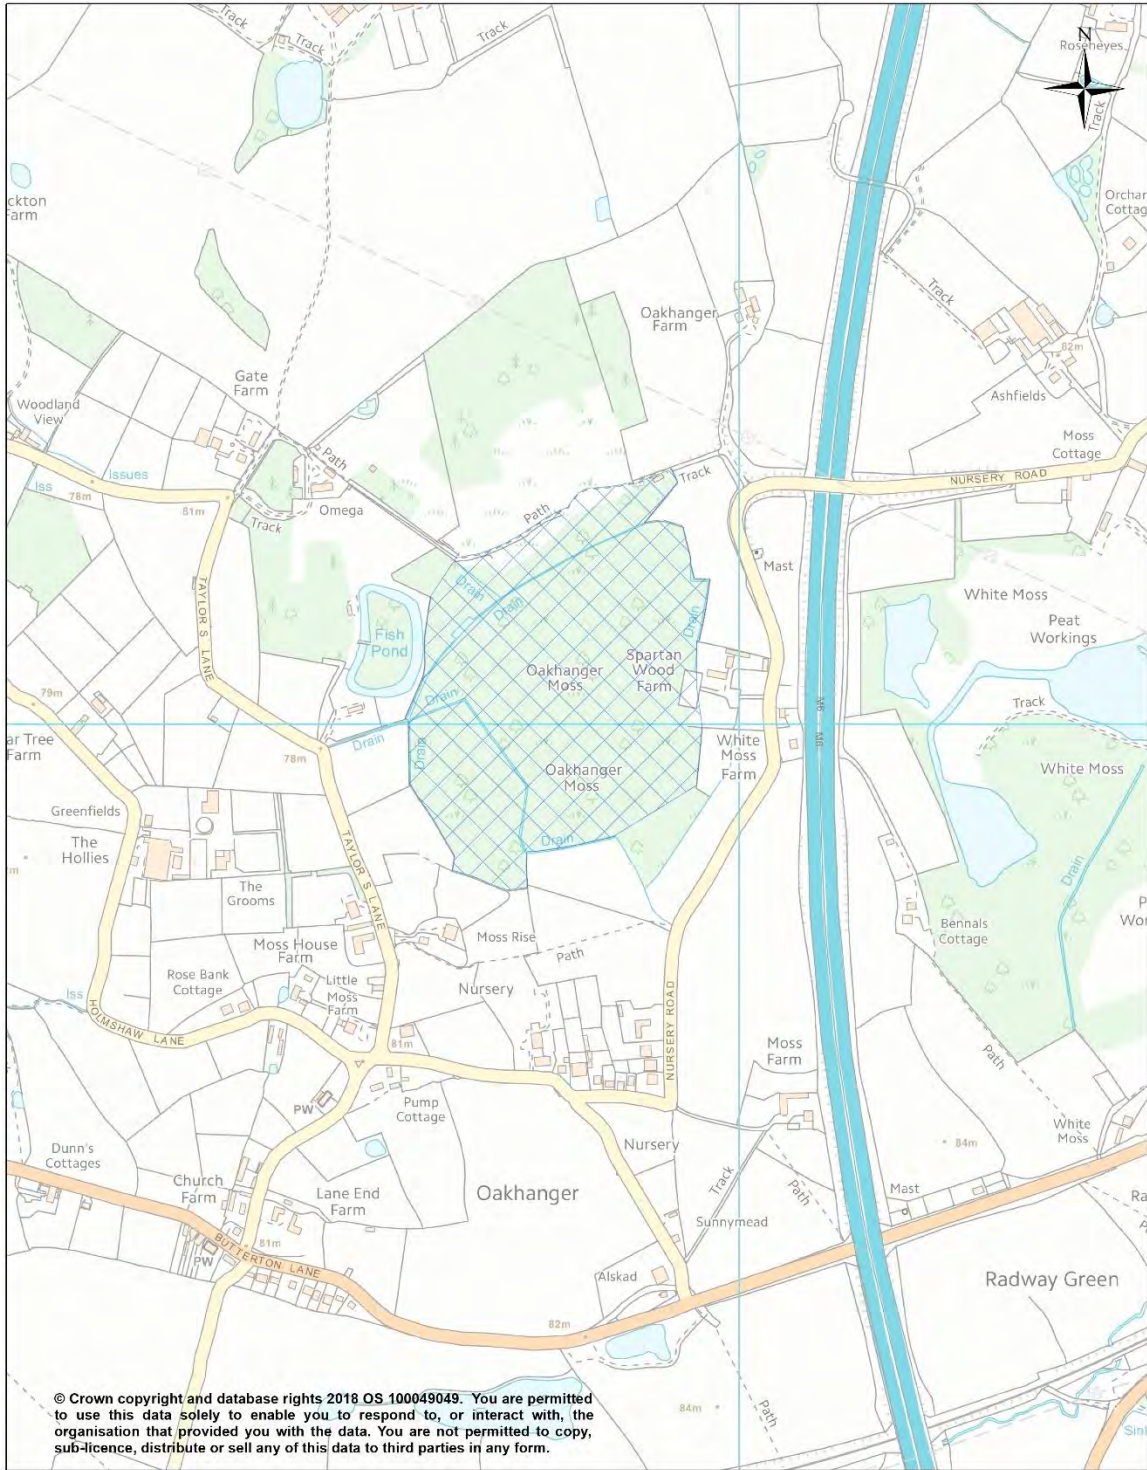 Track
Track
Track
N
Roseheyes
Track
ckton
Farm
Orchar
Cottag
Track
Oakhanger
Farm
82m
Gate
Farm
Ashfields
Woodland
View
Moss
Cottage
Path
Issues
Iss
78m
81m
Track
Omega
Path
Track
NURSERY ROAD
Mast
TAYLOR'S LANE
Drain
Drain
Drain
White Moss
Peat
Workings
Fish
Pond
Oakhanger
Moss
Spartan
Wood
Farm
79m
Drain
Track
M6
M6
ar Tree
Farm
78m
Drain
Drain
White
Moss
Farm
White Moss
Oakhanger
Moss
Greenfields
The
Hollies
m
TAYLOR'S LANE
Drain
Drain
The
Grooms
P
Wor
Bennals
Cottage
Moss House
Farm
Moss Rise
Path
Rose Bank
Cottage
Little
Moss
Farm
Nursery
Iss
HOLMSHAW LANE
NURSERY ROAD
81m
Moss
Farm
Path
PW
Pump
Cottage
White
Moss
Dunn's
Cottages
Nursery
84m
Church
Farm
Lane End
Farm
Oakhanger
Track
Path
Mast
Ra
Sunnymead
81m
PW
BUTTERTON LANE
Alskad
Radway Green
82m
84m
Path
Sinl
© Crown copyright and database rights 2018 OS 100049049. You are permitted
to use this data solely to enable you to respond to, or interact with, the
organisation that provided you with the data. You are not permitted to copy,
sub-licence, distribute or sell any of this data to third parties in any form.